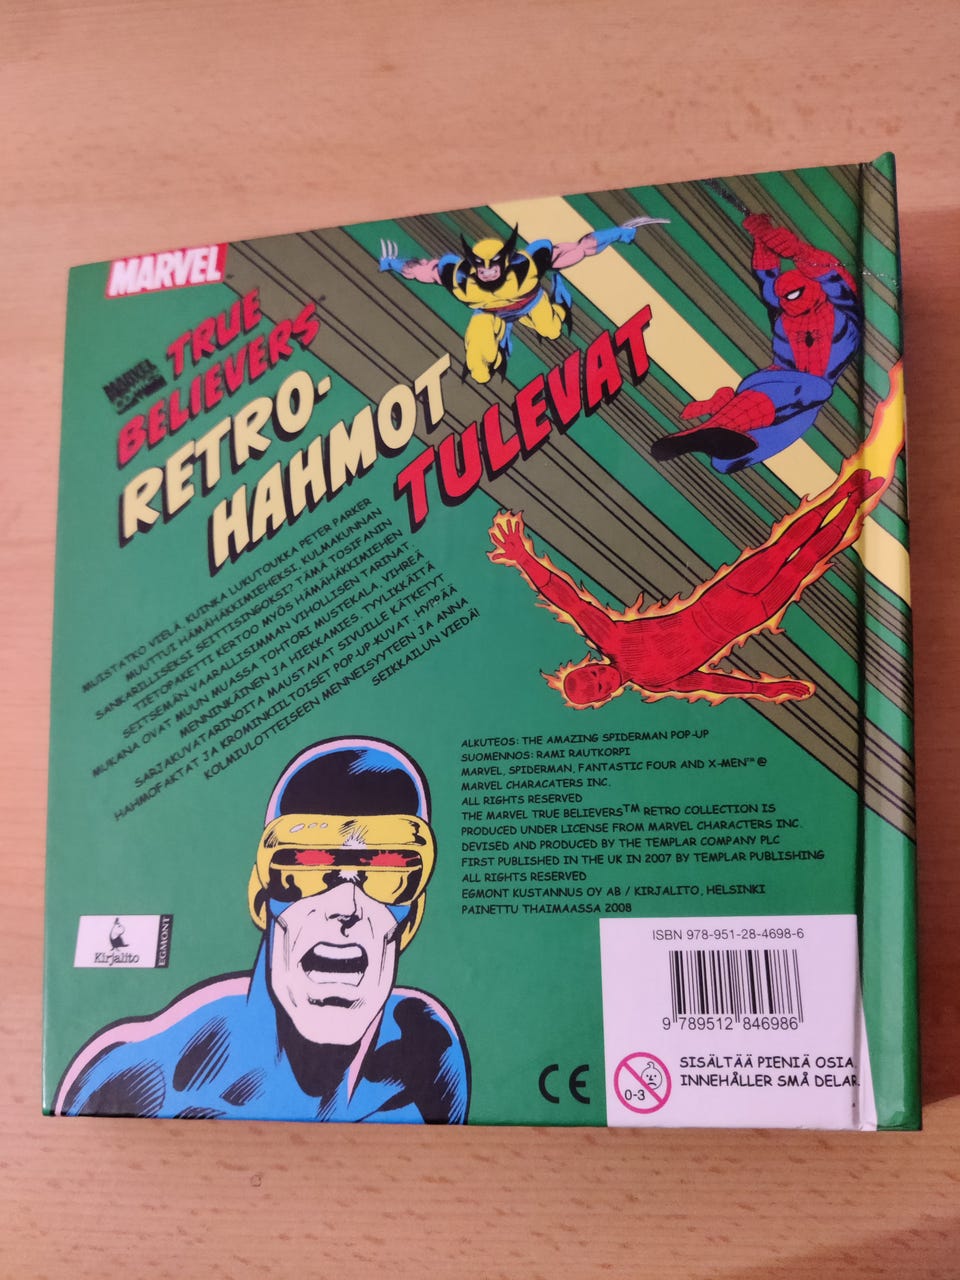 MARVEL™
MARVEL
COMICS
TRUE
BELIEVERS™
RETRO-
HAHMOT
TULEVAT
MUISTATKO VIELÄ, KUINKA LUKUTOUKKA PETER PARKER
MUUTTUI HÄMÄHÄKKIMIEHEKSI, KULMAKUNNAN
SANKARILLISEKSI SEITTISINGOKSI? TÄMÄ TOSIFANIN
TIETOPAKETTI KERTOO MYÖS HÄMÄHÄKKIMIEHEN
SEITSEMÄN VAARALLISIMMAN VIHOLLISEN TARINAT.
MUKANA OVAT MUUN MUASSA TOHTORI MUSTEKALA, VIHREÄ
MENNINKÄINEN JA HIEKKAMIES. TYYLIKKÄITÄ
SARJAKUVATARINOITA MAUSTAVAT SIVUILLE KÄTKETYT
HAHMOFAKTAT JA KROMINKIILTOISET POP-UP-KUVAT. HYPÄÄ
KOLMIULOTTEISEEN MENNEISYYTEEN JA ANNA
SEIKKAILUN VIEDÄ!
ALKUTEOS: THE AMAZING SPIDERMAN POP-UP
SUOMENNOS: RAMI RAUTKORPI
MARVEL, SPIDERMAN, FANTASTIC FOUR AND X-MEN™ ®
MARVEL CHARACATERS INC.
ALL RIGHTS RESERVED
THE MARVEL TRUE BELIEVERS™ RETRO COLLECTION IS
PRODUCED UNDER LICENSE FROM MARVEL CHARACTERS INC.
DEVISED AND PRODUCED BY THE TEMPLAR COMPANY PLC
FIRST PUBLISHED IN THE UK IN 2007 BY TEMPLAR PUBLISHING
ALL RIGHTS RESERVED
EGMONT KUSTANNUS OY AB / KIRJALITO, HELSINKI
PAINETTU THAIMAASSA 2008
Kirjalito
EGMONT
ISBN 978-951-28-4698-6
9 789512 846986
CE
0-3
SISÄLTÄÄ PIENIÄ OSIA.
INNEHÅLLER SMÅ DELAR.